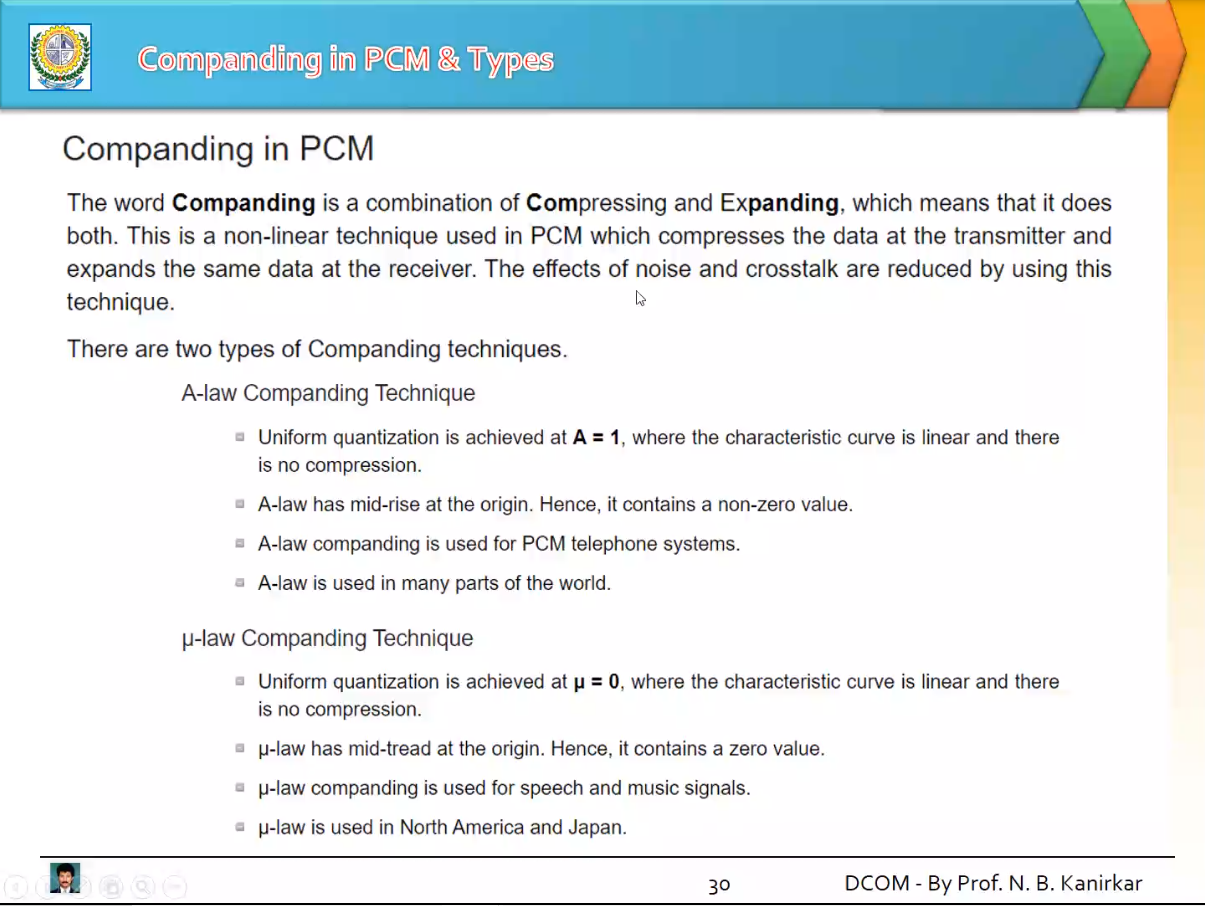 Companding in PCM & Types
Companding in PCM
The word Companding is a combination of Compressing and Expanding, which means that it does
both. This is a non-linear technique used in PCM which compresses the data at the transmitter and
expands the same data at the receiver. The effects of noise and crosstalk are reduced by using this
technique.
There are two types of Companding techniques.
A-law Companding Technique
Uniform quantization is achieved at A = 1, where the characteristic curve is linear and there
is no compression.
A-law has mid-rise at the origin. Hence, it contains a non-zero value.
A-law companding is used for PCM telephone systems.
A-law is used in many parts of the world.
µ-law Companding Technique
Uniform quantization is achieved at µ = 0, where the characteristic curve is linear and there
is no compression.
µ-law has mid-tread at the origin. Hence, it contains a zero value.
µ-law companding is used for speech and music signals.
µ-law is used in North America and Japan.
30
DCOM - By Prof. N. B. Kanirkar